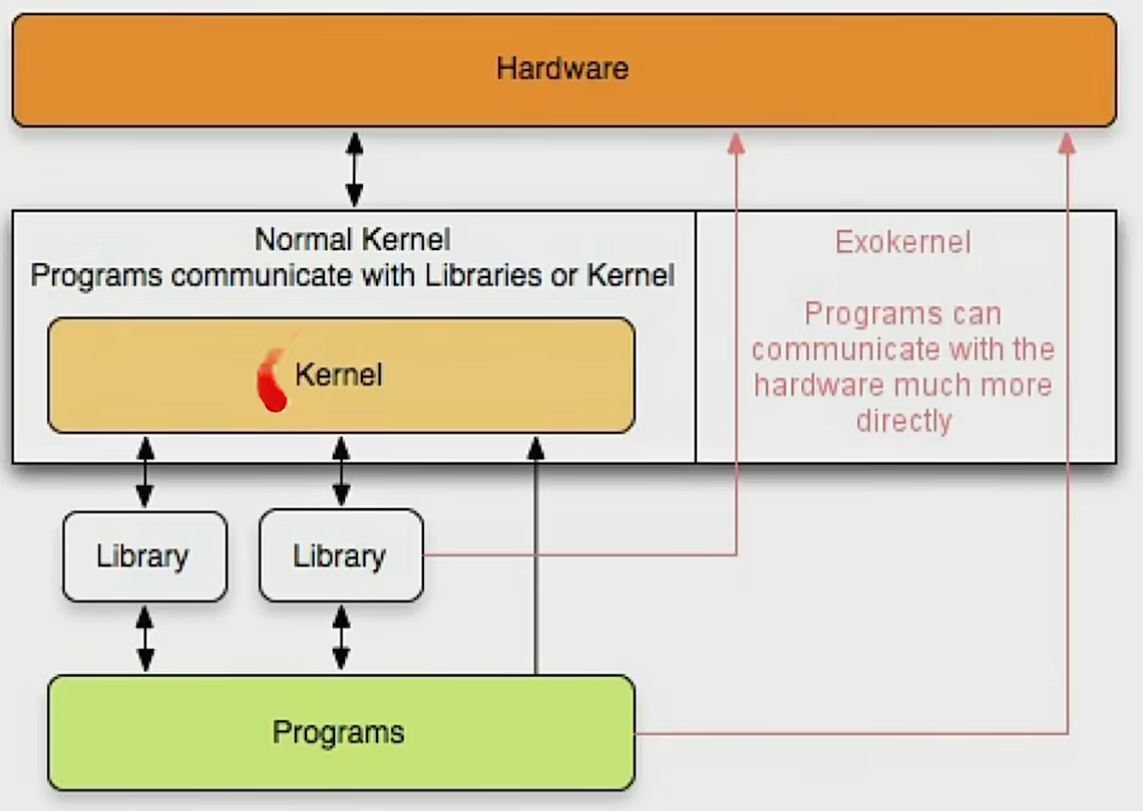 Hardware
Normal Kernel
Programs communicate with Libraries or Kernel
Kernel
Exokernel
Programs can
communicate with the
hardware much more
directly
Library
Library
Programs